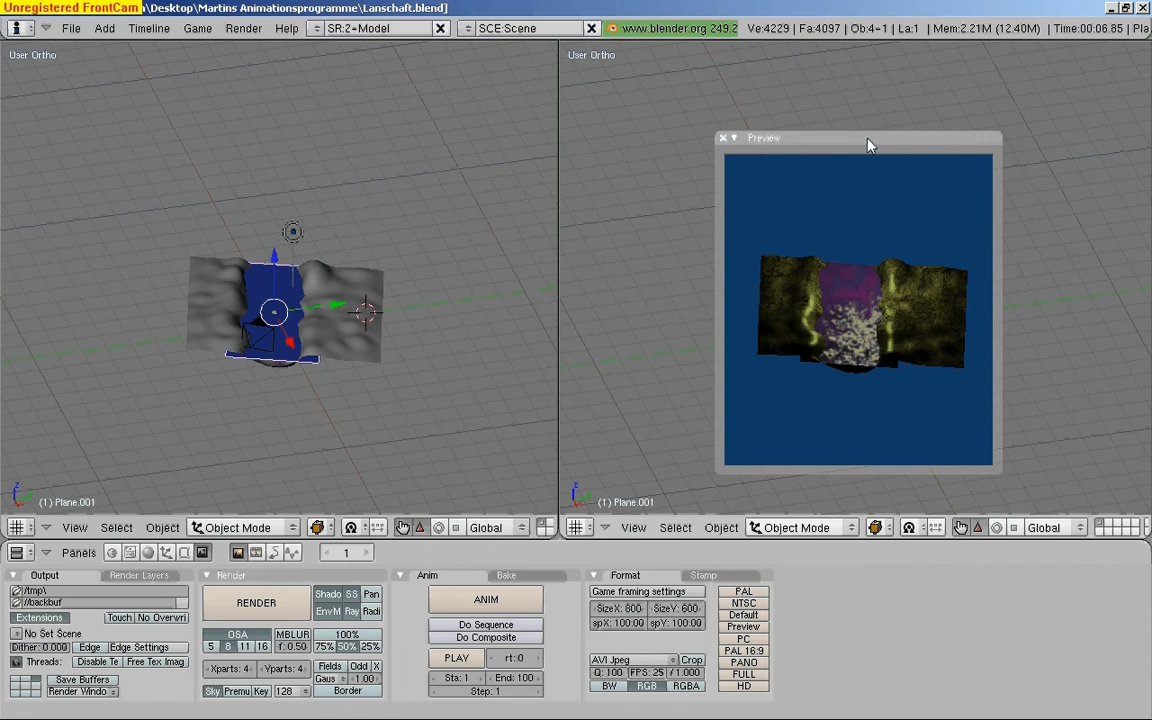 Unregistered FrontCam \Desktop\Martins Animationsprogramme\Lanschaft.blend]
File Add Timeline Game Render Help SR:2-Model SCE:Scene www.blender.org 249.2 Ve:4229 | Fa:4097 | Ob:4-1 | La:1 | Mem:2.21M (12.40M) | Time:00:06.85 | Pla
User Ortho
User Ortho
Preview
z
(1) Plane.001
z
(1) Plane.001
View Select Object Object Mode Global
View Select Object Object Mode Global
Panels 1
Output Render Layers
/tmp\
//backbuf
Extensions Touch No Overwri
No Set Scene
Dither: 0.000 Edge Edge Settings
Threads: Disable Te Free Tex Imag
Save Buffers
Render Windo
Render
RENDER Shado SS Pan
EnvM Ray Radi
OSA MBLUR 100%
5 8 11 16 f: 0.50 75% 50% 25%
Xparts: 4 Yparts: 4 Fields Odd X
Gaus 1.00
Sky Premu Key 128 Border
Anim Bake
ANIM
Do Sequence
Do Composite
PLAY rt: 0
Sta: 1 End: 100
Step: 1
Format Stamp
Game framing settings
SizeX: 800 SizeY: 600
spX: 100.00 spY: 100.00
AVI Jpeg Crop
Q: 100 FPS: 25 / 1.000
BW RGB RGBA
PAL
NTSC
Default
Preview
PC
PAL 16:9
PANO
FULL
HD